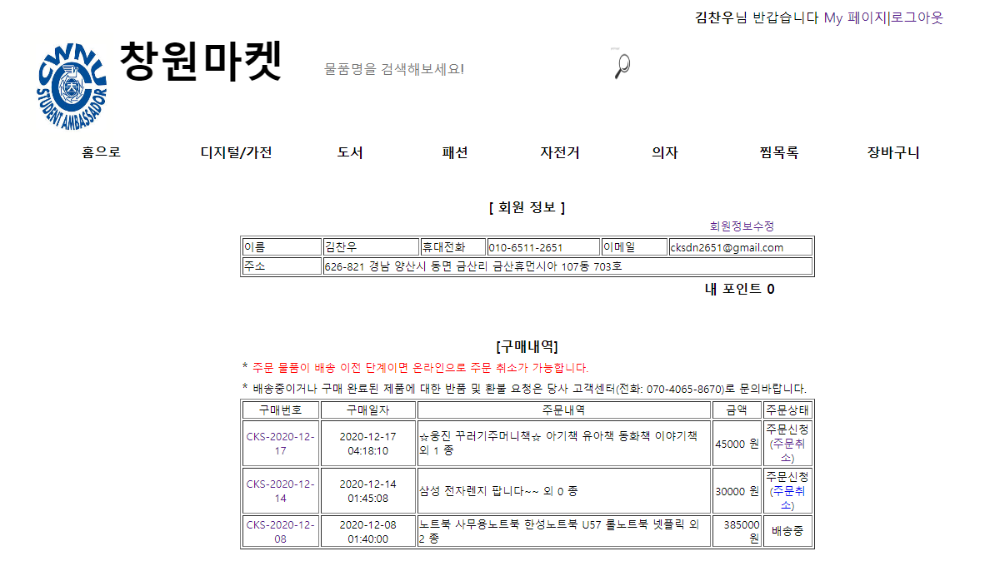 김찬우님 반갑습니다 My 페이지|로그아웃
CWNU STUDENT AMBASSADOR
창원마켓
물품명을 검색해보세요!
홈으로 디지털/가전 도서 패션 자전거 의자 찜목록 장바구니
[ 회원 정보 ]
회원정보수정
이름 김찬우 휴대전화 010-6511-2651 이메일 cksdn2651@gmail.com
주소 626-821 경남 양산시 동면 금산리 금산휴먼시아 107동 703호
내 포인트 0
[구매내역]
* 주문 물품이 배송 이전 단계이면 온라인으로 주문 취소가 가능합니다.
* 배송중이거나 구매 완료된 제품에 대한 반품 및 환불 요청은 당사 고객센터(전화: 070-4065-8670)로 문의바랍니다.
구매번호 구매일자 주문내역 금액 주문상태
CKS-2020-12-
17
2020-12-17
04:18:10
☆웅진 꾸러기주머니책☆ 아기책 유아책 동화책 이야기책
외 1 종
45000 원
주문신청
(주문취
소)
CKS-2020-12-
14
2020-12-14
01:45:08
삼성 전자렌지 팝니다~~ 외 0 종
30000 원
주문신청
(주문취
소)
CKS-2020-12-
08
2020-12-08
01:40:00
노트북 사무용노트북 한성노트북 U57 롤노트북 넷플릭 외
2 종
385000
원
배송중